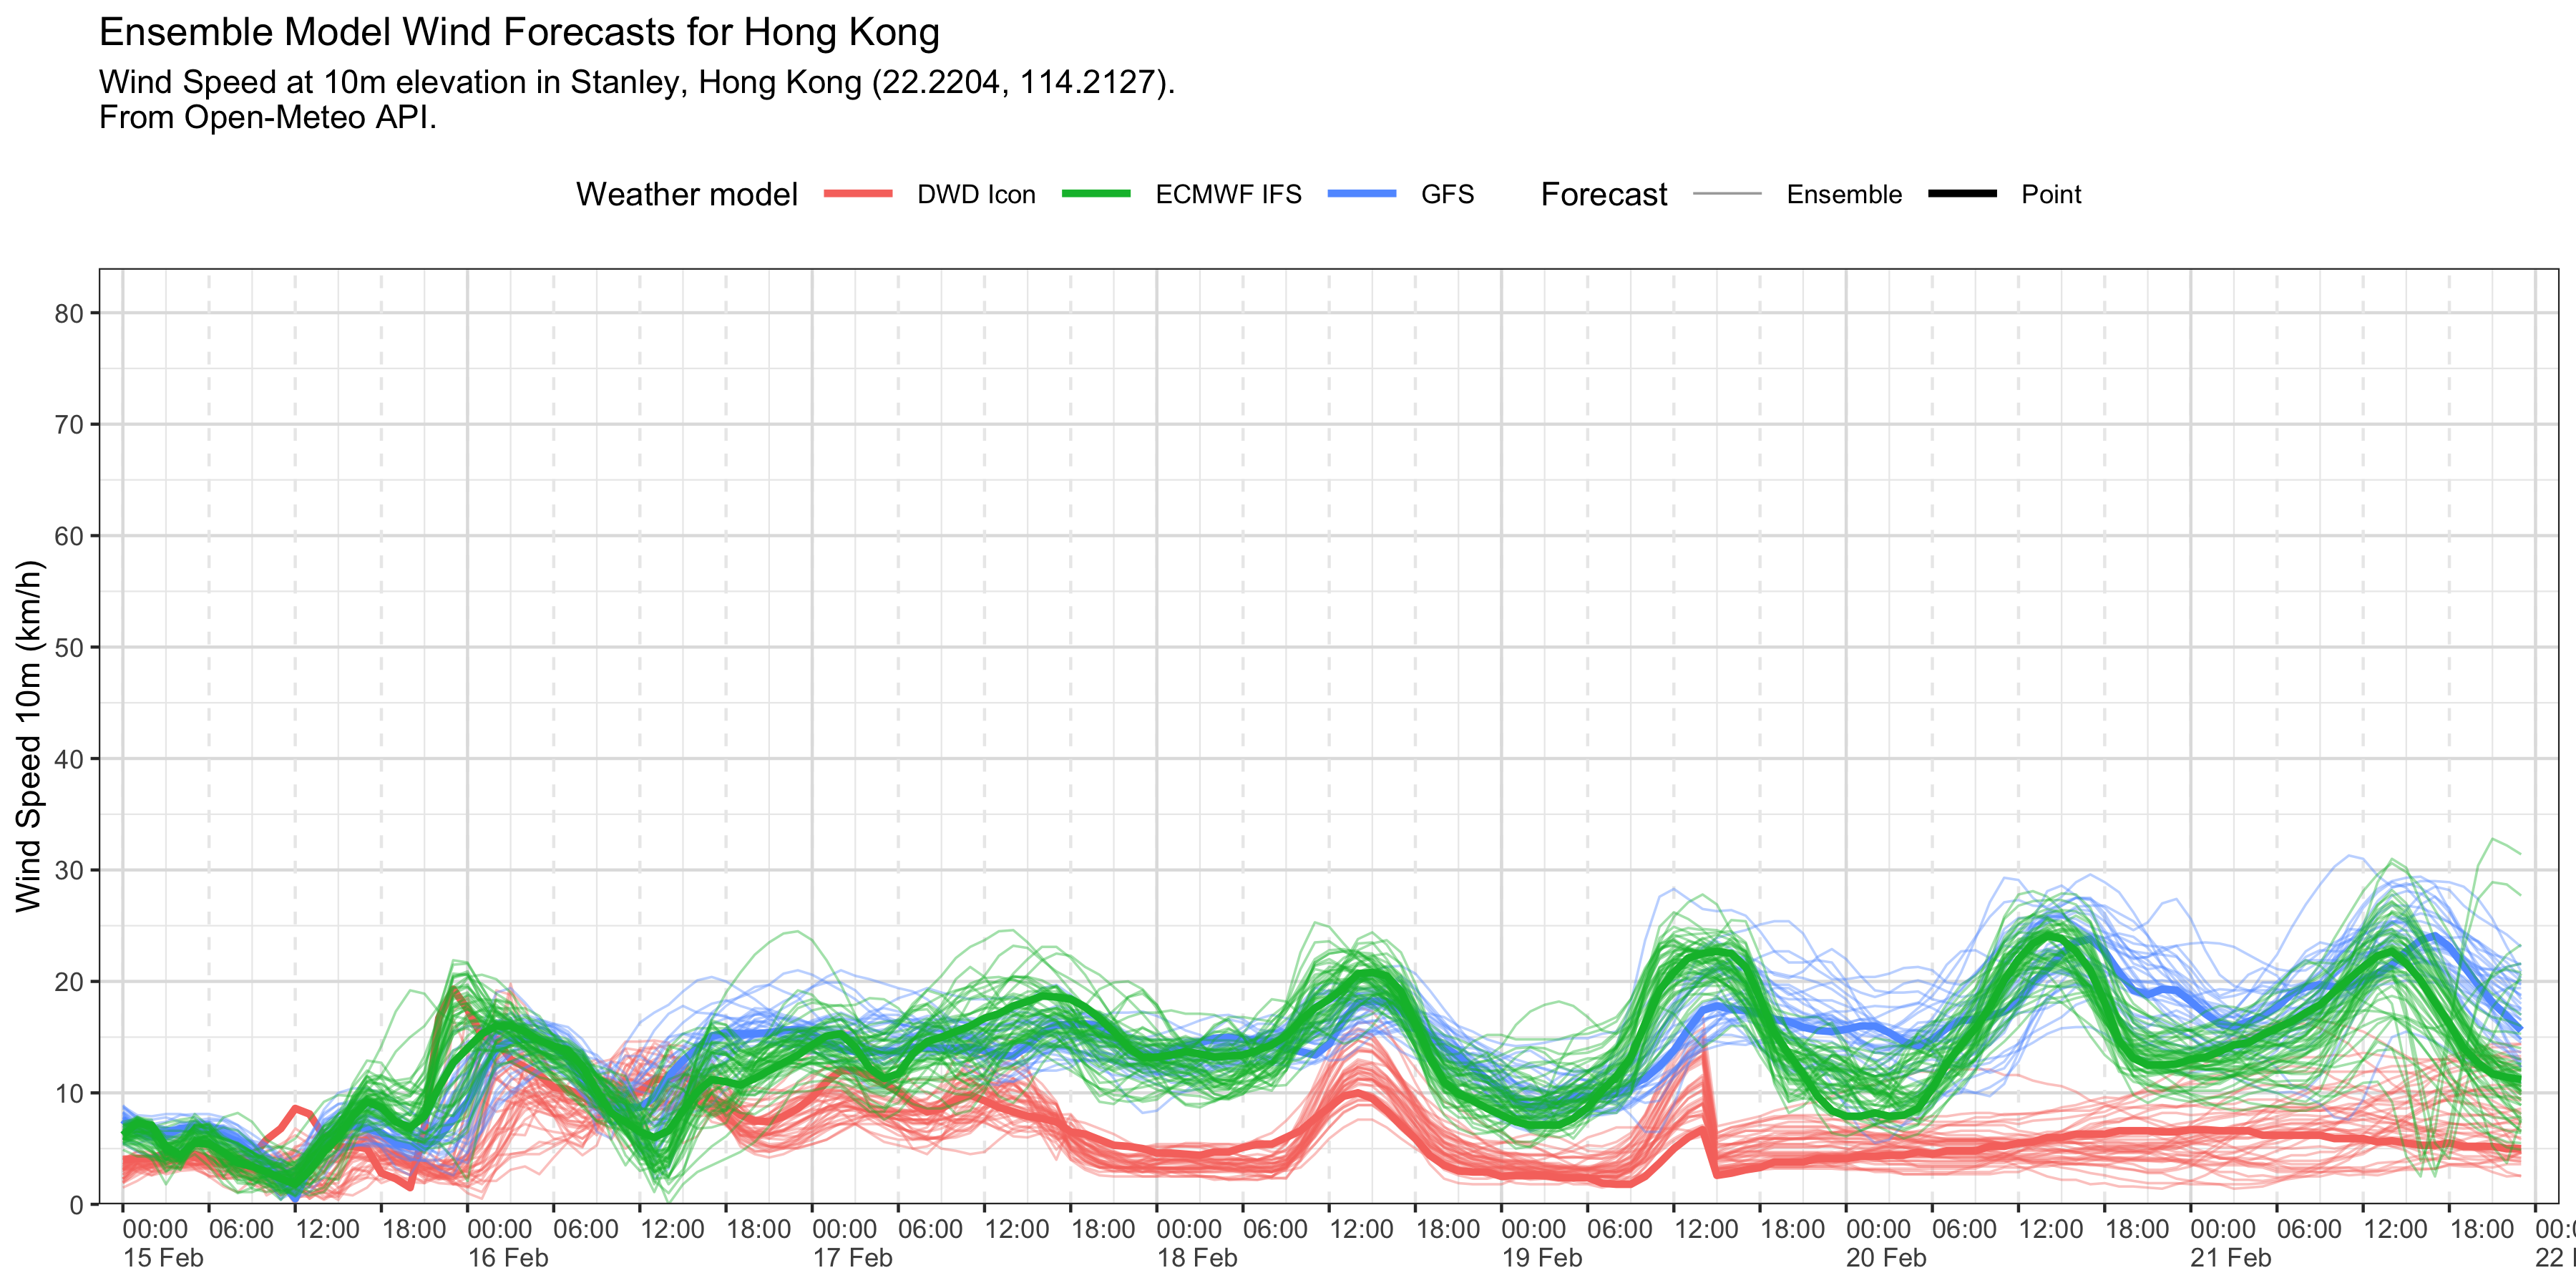 Ensemble Model Wind Forecasts for Hong Kong
Wind Speed at 10m elevation in Stanley, Hong Kong (22.2204, 114.2127).
From Open-Meteo API.
Weather model DWD Icon ECMWF IFS GFS Forecast Ensemble Point
Wind Speed 10m (km/h)
80
70
60
50
40
30
20
10
0
00:00 06:00 12:00 18:00 00:00 06:00 12:00 18:00 00:00 06:00 12:00 18:00 00:00 06:00 12:00 18:00 00:00 06:00 12:00 18:00 00:00 06:00 12:00 18:00 00:00 06:00 12:00 18:00
15 Feb 16 Feb 17 Feb 18 Feb 19 Feb 20 Feb 21 Feb 22